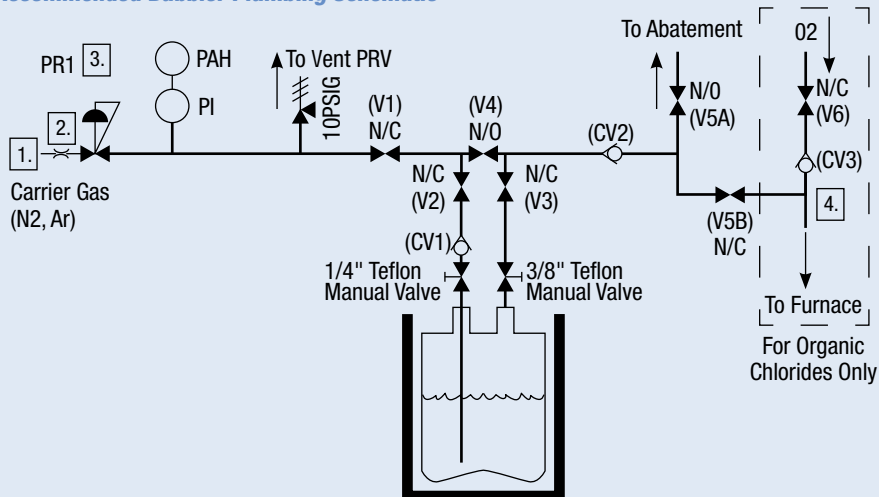 Recommended Bubbler Plumbing Schematic
PR1
3.
PAH
PI
To Vent PRV
10PSIG
1.
2.
Carrier Gas
(N2, Ar)
(V1)
N/C
(V4)
N/O
N/C
(V2)
N/C
(V3)
(CV1)
(CV2)
1/4" Teflon
Manual Valve
3/8" Teflon
Manual Valve
To Abatement
N/O
(V5A)
(V5B)
N/C
02
N/C
(V6)
(CV3)
4.
To Furnace
For Organic
Chlorides Only